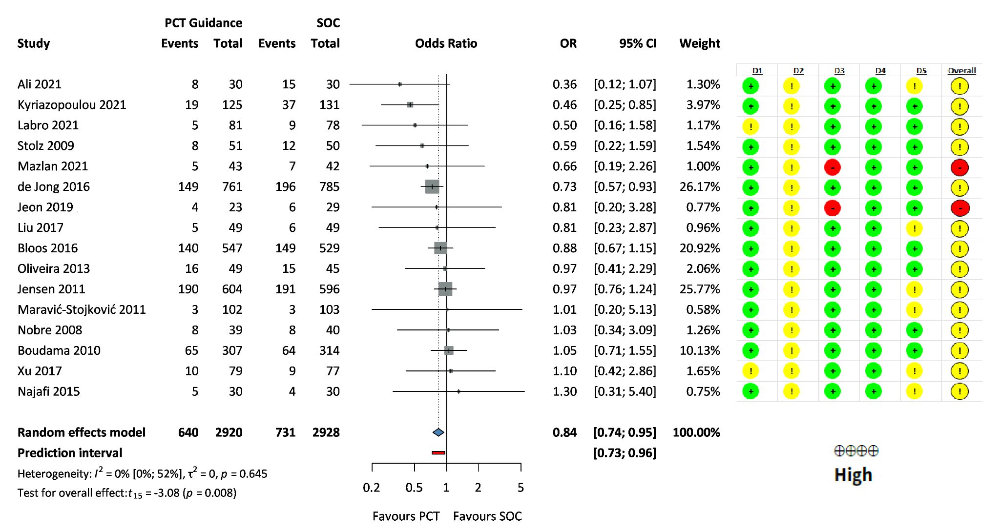 PCT Guidance SOC
Study Events Total Events Total Odds Ratio OR 95% CI Weight
D1 D2 D3 D4 D5 Overall
Ali 2021 8 30 15 30 0.36 [0.12; 1.07] 1.30% + ! + + ! !
Kyriazopoulou 2021 19 125 37 131 0.46 [0.25; 0.85] 3.97% + ! + + + !
Labro 2021 5 81 9 78 0.50 [0.16; 1.58] 1.17% ! ! + + + !
Stolz 2009 8 51 12 50 0.59 [0.22; 1.59] 1.54% + ! + + + !
Mazlan 2021 5 43 7 42 0.66 [0.19; 2.26] 1.00% + ! - + + -
de Jong 2016 149 761 196 785 0.73 [0.57; 0.93] 26.17% + ! + + + !
Jeon 2019 4 23 6 29 0.81 [0.20; 3.28] 0.77% + ! - + + -
Liu 2017 5 49 6 49 0.81 [0.23; 2.87] 0.96% + ! + + ! !
Bloos 2016 140 547 149 529 0.88 [0.67; 1.15] 20.92% + ! + + + !
Oliveira 2013 16 49 15 45 0.97 [0.41; 2.29] 2.06% + ! + + + !
Jensen 2011 190 604 191 596 0.97 [0.76; 1.24] 25.77% + ! + + ! !
Maravić-Stojković 2011 3 102 3 103 1.01 [0.20; 5.13] 0.58% + ! + + ! !
Nobre 2008 8 39 8 40 1.03 [0.34; 3.09] 1.26% + ! + + + !
Boudama 2010 65 307 64 314 1.05 [0.71; 1.55] 10.13% + ! + + + !
Xu 2017 10 79 9 77 1.10 [0.42; 2.86] 1.65% ! ! + + ! !
Najafi 2015 5 30 4 30 1.30 [0.31; 5.40] 0.75% + ! + + ! !
Random effects model 640 2920 731 2928 0.84 [0.74; 0.95] 100.00%
Prediction interval [0.73; 0.96] ⊕⊕⊕⊕
Heterogeneity: I² = 0% [0%; 52%], τ² = 0, p = 0.645 High
0.2 0.5 1 2 5
Test for overall effect: t₁₅ = -3.08 (p = 0.008)
Favours PCT Favours SOC